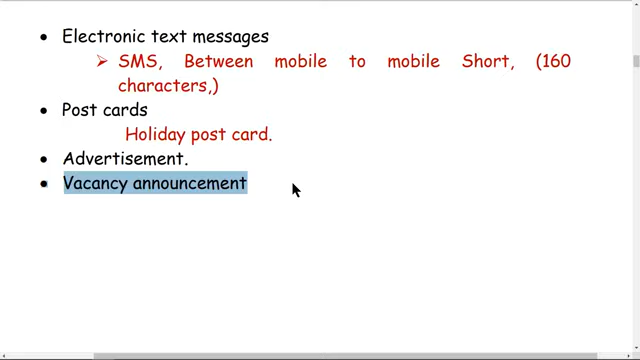 • Electronic text messages
➢ SMS, Between mobile to mobile Short, (160
characters,)
• Post cards
Holiday post card.
• Advertisement.
• Vacancy announcement